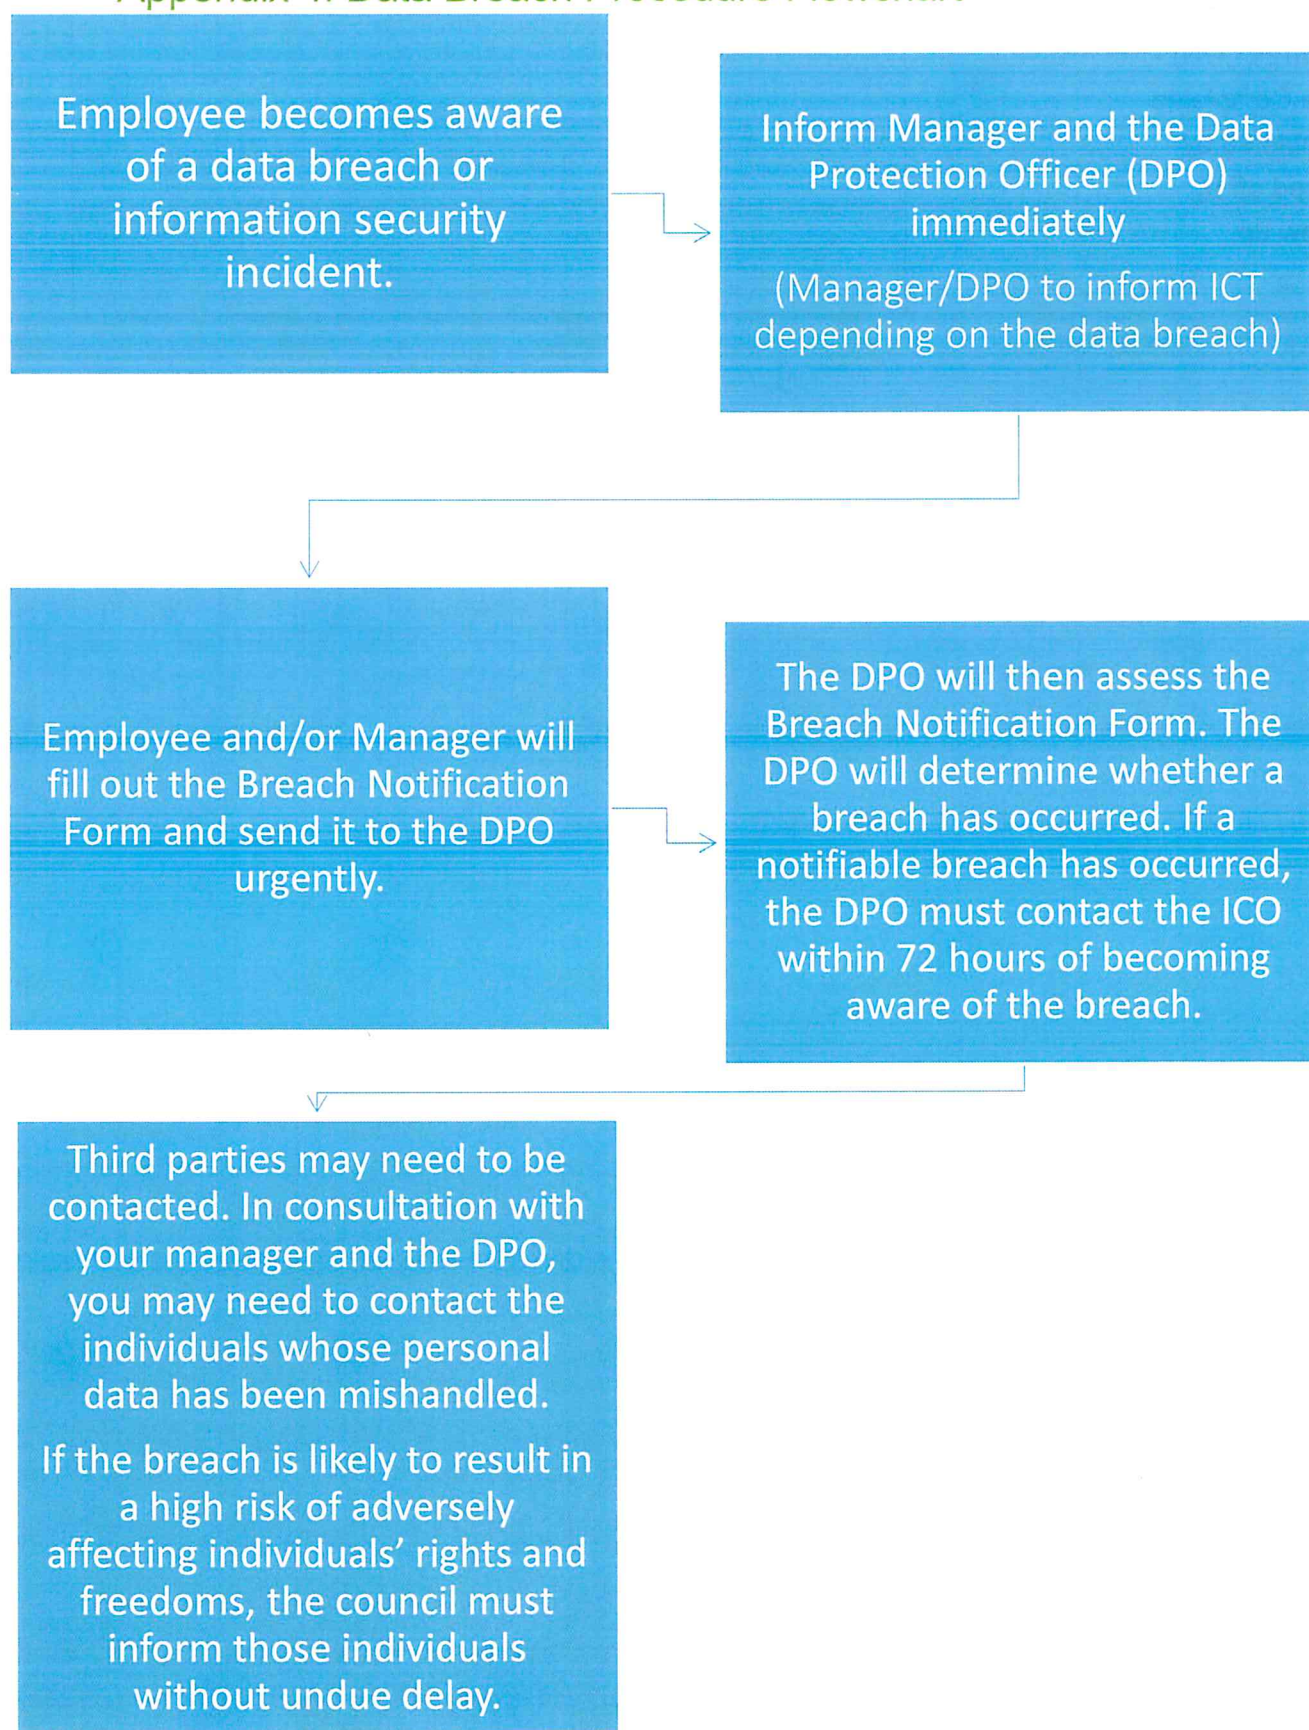 Appendix 4: Data Breach Procedure Flowchart
Employee becomes aware
of a data breach or
information security
incident.
Inform Manager and the Data
Protection Officer (DPO)
immediately
(Manager/DPO to inform ICT
depending on the data breach)
Employee and/or Manager will
fill out the Breach Notification
Form and send it to the DPO
urgently.
The DPO will then assess the
Breach Notification Form. The
DPO will determine whether a
breach has occurred. If a
notifiable breach has occurred,
the DPO must contact the ICO
within 72 hours of becoming
aware of the breach.
Third parties may need to be
contacted. In consultation with
your manager and the DPO,
you may need to contact the
individuals whose personal
data has been mishandled.
If the breach is likely to result in
a high risk of adversely
affecting individuals’ rights and
freedoms, the council must
inform those individuals
without undue delay.